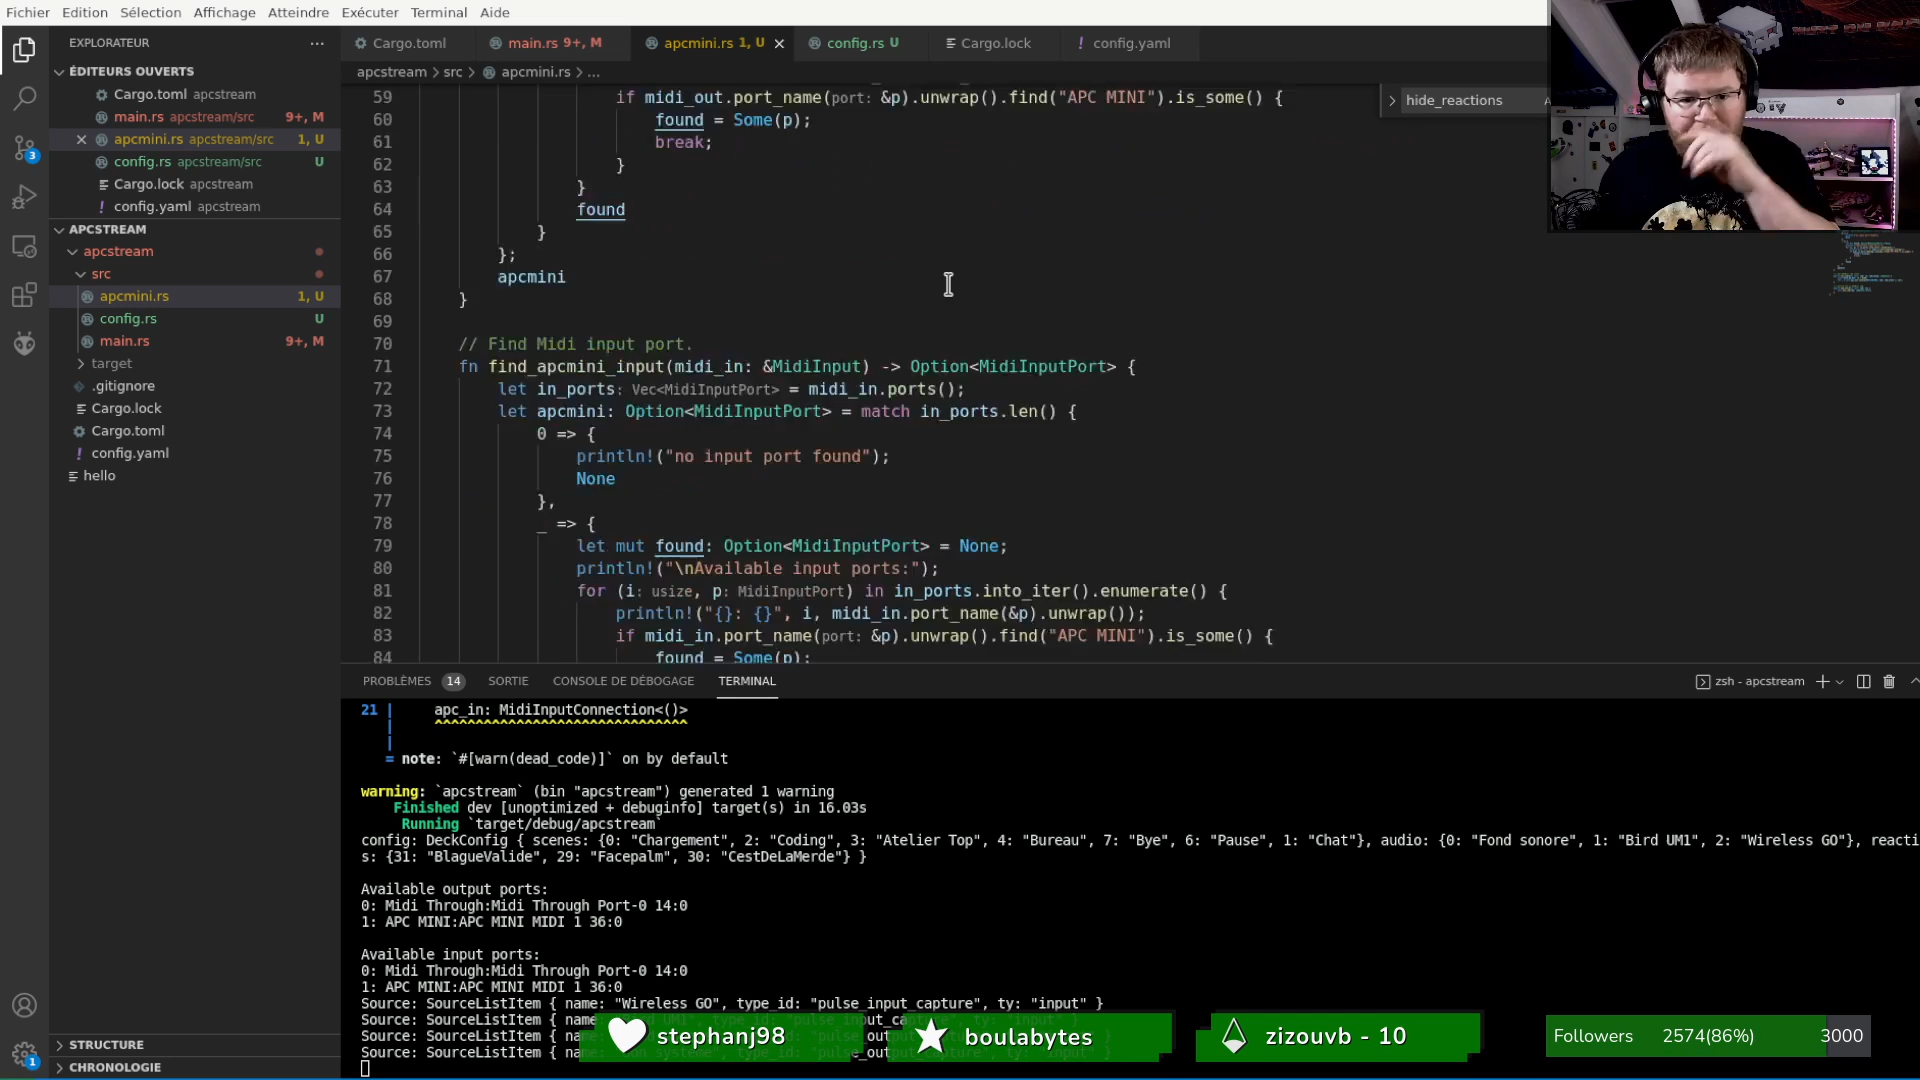 Fichier Edition Sélection Affichage Atteindre Exécuter Terminal Aide
EXPLORATEUR
ÉDITEURS OUVERTS
Cargo.toml apcstream
main.rs apcstream/src 9+, M
apcmini.rs apcstream/src 1, U
config.rs apcstream/src U
Cargo.lock apcstream
config.yaml apcstream
APCSTREAM
apcstream
src
apcmini.rs 1, U
config.rs U
main.rs 9+, M
target
.gitignore
Cargo.lock
Cargo.toml
config.yaml
hello
STRUCTURE
CHRONOLOGIE
3
1
Cargo.toml main.rs 9+, M apcmini.rs 1, U config.rs U Cargo.lock config.yaml
apcstream > src > apcmini.rs > ...
hide_reactions
59 if midi_out.port_name(port: &p).unwrap().find("APC MINI").is_some() {
60 found = Some(p);
61 break;
62 }
63 }
64 found
65 }
66 };
67 apcmini
68 }
69
70 // Find Midi input port.
71 fn find_apcmini_input(midi_in: &MidiInput) -> Option<MidiInputPort> {
72 let in_ports: Vec<MidiInputPort> = midi_in.ports();
73 let apcmini: Option<MidiInputPort> = match in_ports.len() {
74 0 => {
75 println!("no input port found");
76 None
77 },
78 _ => {
79 let mut found: Option<MidiInputPort> = None;
80 println!("\nAvailable input ports:");
81 for (i: usize, p: MidiInputPort) in in_ports.into_iter().enumerate() {
82 println!("{}: {}", i, midi_in.port_name(&p).unwrap());
83 if midi_in.port_name(port: &p).unwrap().find("APC MINI").is_some() {
84 found = Some(p);
PROBLÈMES 14 SORTIE CONSOLE DE DÉBOGAGE TERMINAL
zsh - apcstream
21 | apc_in: MidiInputConnection<()>
| ^^^^^^^^^^^^^^^^^^^^^^^^^^^^^^^
|
= note: `#[warn(dead_code)]` on by default
warning: `apcstream` (bin "apcstream") generated 1 warning
Finished dev [unoptimized + debuginfo] target(s) in 16.03s
Running `target/debug/apcstream`
config: DeckConfig { scenes: {0: "Chargement", 2: "Coding", 3: "Atelier Top", 4: "Bureau", 7: "Bye", 6: "Pause", 1: "Chat"}, audio: {0: "Fond sonore", 1: "Bird UM1", 2: "Wireless GO"}, reacti
s: {31: "BlagueValide", 29: "Facepalm", 30: "CestDeLaMerde"} }
Available output ports:
0: Midi Through:Midi Through Port-0 14:0
1: APC MINI:APC MINI MIDI 1 36:0
Available input ports:
0: Midi Through:Midi Through Port-0 14:0
1: APC MINI:APC MINI MIDI 1 36:0
Source: SourceListItem { name: "Wireless GO", type_id: "pulse_input_capture", ty: "input" }
Source: SourceListItem { name
Source: SourceListItem { na
Source: SourceListItem { na
stephanj98
boulabytes
zizouvb - 10
Followers 2574(86%) 3000